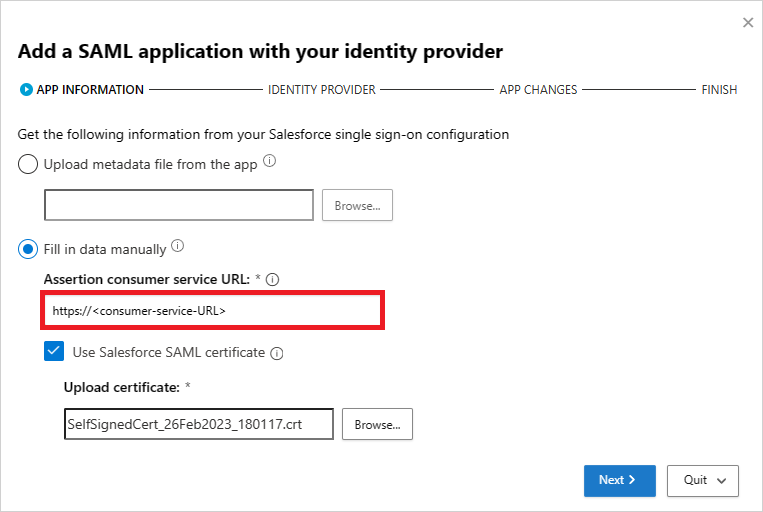 Add a SAML application with your identity provider
APP INFORMATION IDENTITY PROVIDER APP CHANGES FINISH
Get the following information from your Salesforce single sign-on configuration
Upload metadata file from the app
Browse...
Fill in data manually
Assertion consumer service URL: *
https://<consumer-service-URL>
Use Salesforce SAML certificate
Upload certificate: *
SelfSignedCert_26Feb2023_180117.crt Browse...
Next Quit